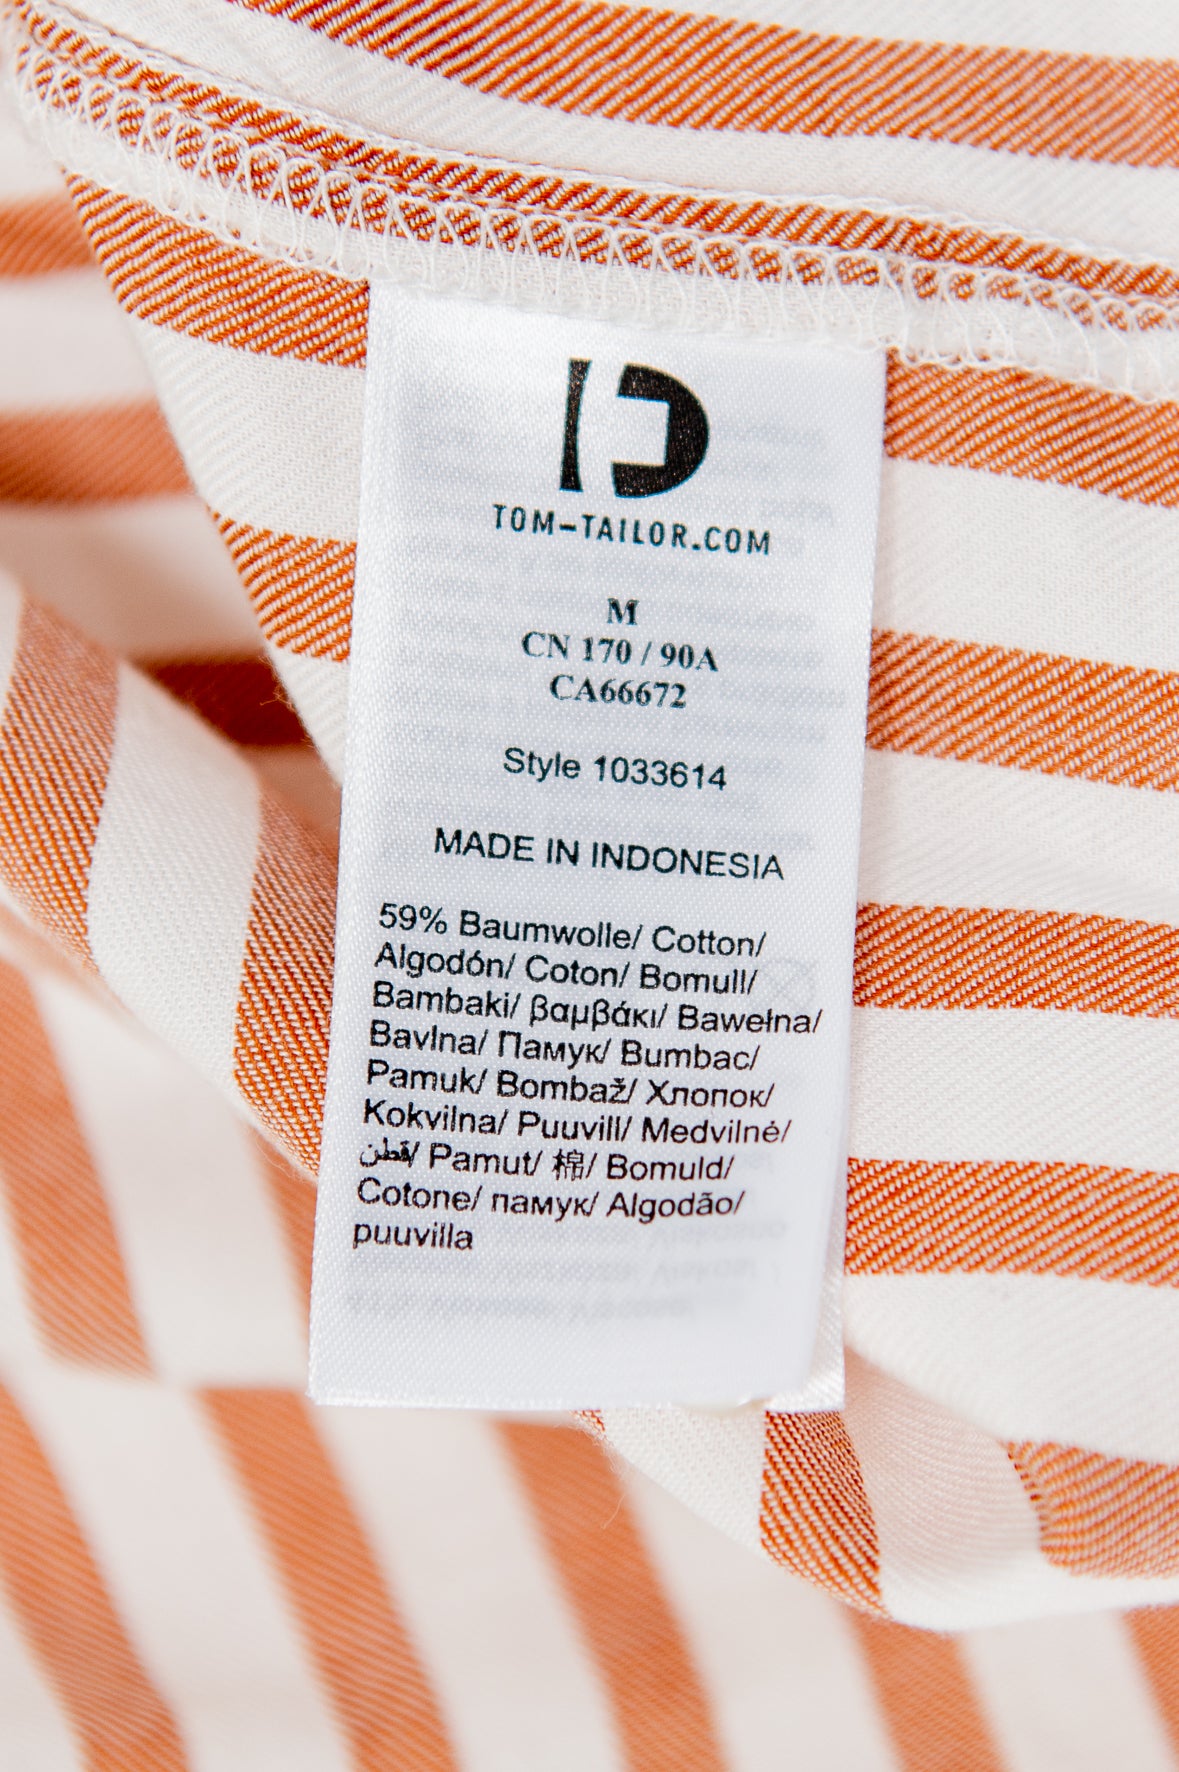 TOM-TAILOR.COM
M
CN 170 / 90A
CA66672
Style 1033614
MADE IN INDONESIA
59% Baumwolle/ Cotton/
Algodón/ Coton/ Bomull/
Bambaki/ βαμβάκι/ Bawełna/
Bavlna/ Памук/ Bumbac/
Pamuk/ Bombaž/ Хлопок/
Kokvilna/ Puuvill/ Medvilnė/
قطن/ Pamut/ 棉/ Bomuld/
Cotone/ памук/ Algodão/
puuvilla